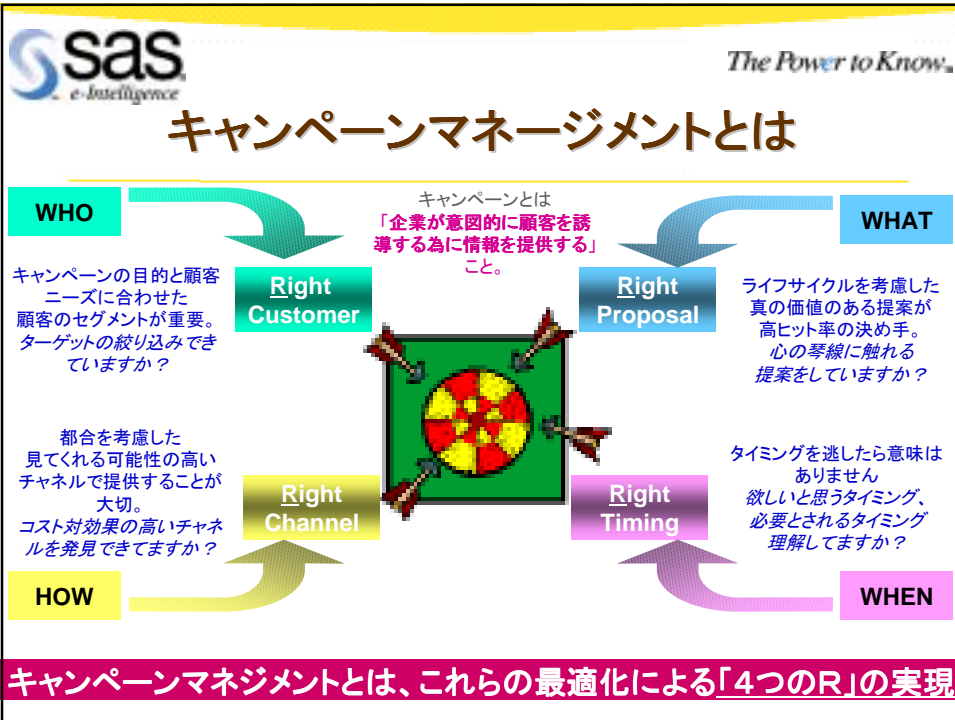 sas
e-Intelligence
The Power to Know
キャンペーンマネージメントとは
WHO
キャンペーンの目的と顧客
ニーズに合わせた
顧客のセグメントが重要。
ターゲットの絞り込みでき
ていますか？
Right
Customer
キャンペーンとは
「企業が意図的に顧客を誘
導する為に情報を提供する」
こと。
Right
Proposal
WHAT
ライフサイクルを考慮した
真の価値のある提案が
高ヒット率の決め手。
心の琴線に触れる
提案をしていますか？
都合を考慮した
見てくれる可能性の高い
チャネルで提供することが
大切。
コスト対効果の高いチャネ
ルを発見できてますか？
Right
Channel
HOW
Right
Timing
タイミングを逃したら意味は
ありません
欲しいと思うタイミング、
必要とされるタイミング
理解してますか？
WHEN
キャンペーンマネジメントとは、これらの最適化による「４つのＲ」の実現